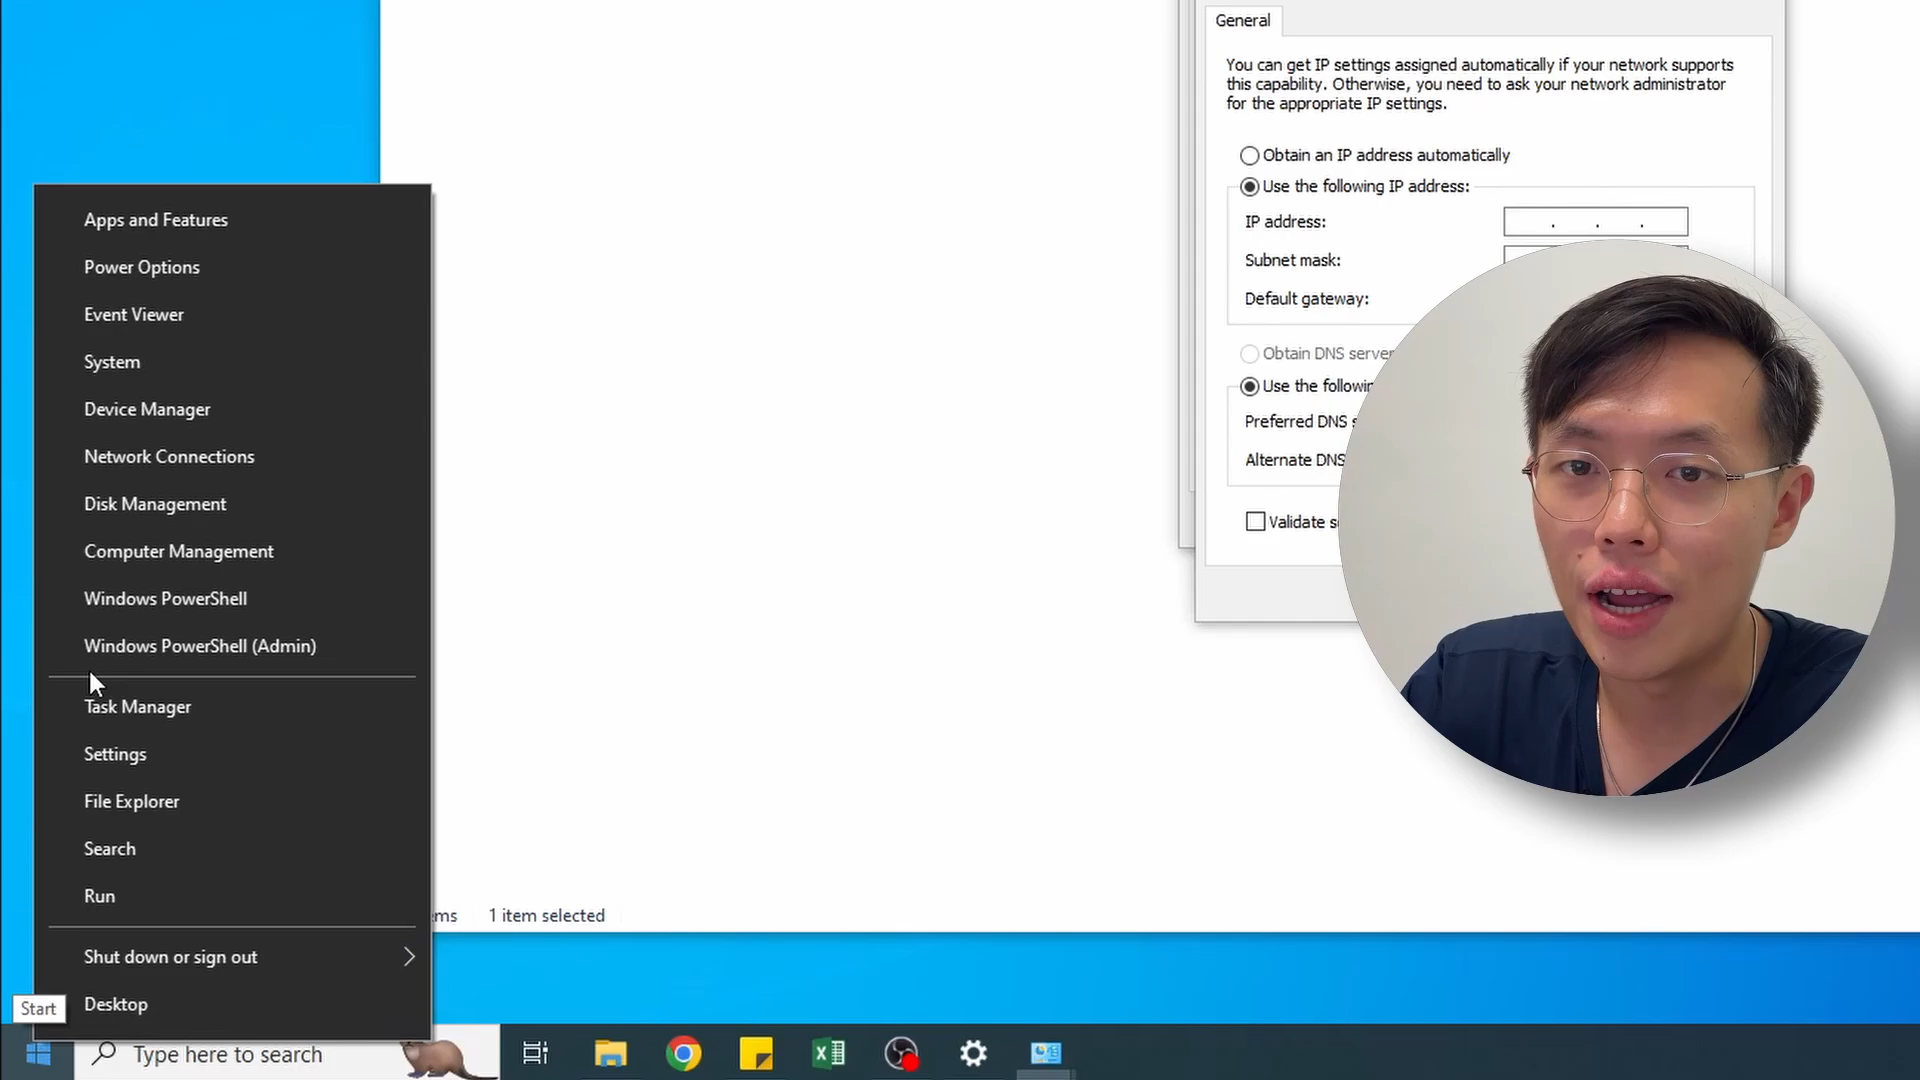 General
You can get IP settings assigned automatically if your network supports
this capability. Otherwise, you need to ask your network administrator
for the appropriate IP settings.
Obtain an IP address automatically
Use the following IP address:
IP address:
Subnet mask:
Default gateway:
Obtain DNS server
Use the
Preferred DNS
Alternate DNS
Validate
Apps and Features
Power Options
Event Viewer
System
Device Manager
Network Connections
Disk Management
Computer Management
Windows PowerShell
Windows PowerShell (Admin)
Task Manager
Settings
File Explorer
Search
Run
Shut down or sign out
Desktop
1 item selected
Start
Type here to search